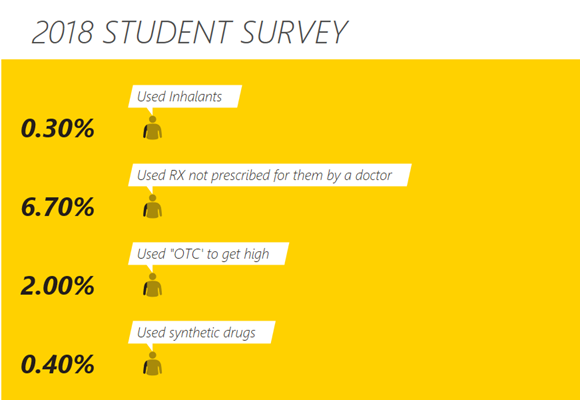 2018 STUDENT SURVEY
Used Inhalants
0.30%
Used RX not prescribed for them by a doctor
6.70%
Used "OTC' to get high
2.00%
Used synthetic drugs
0.40%